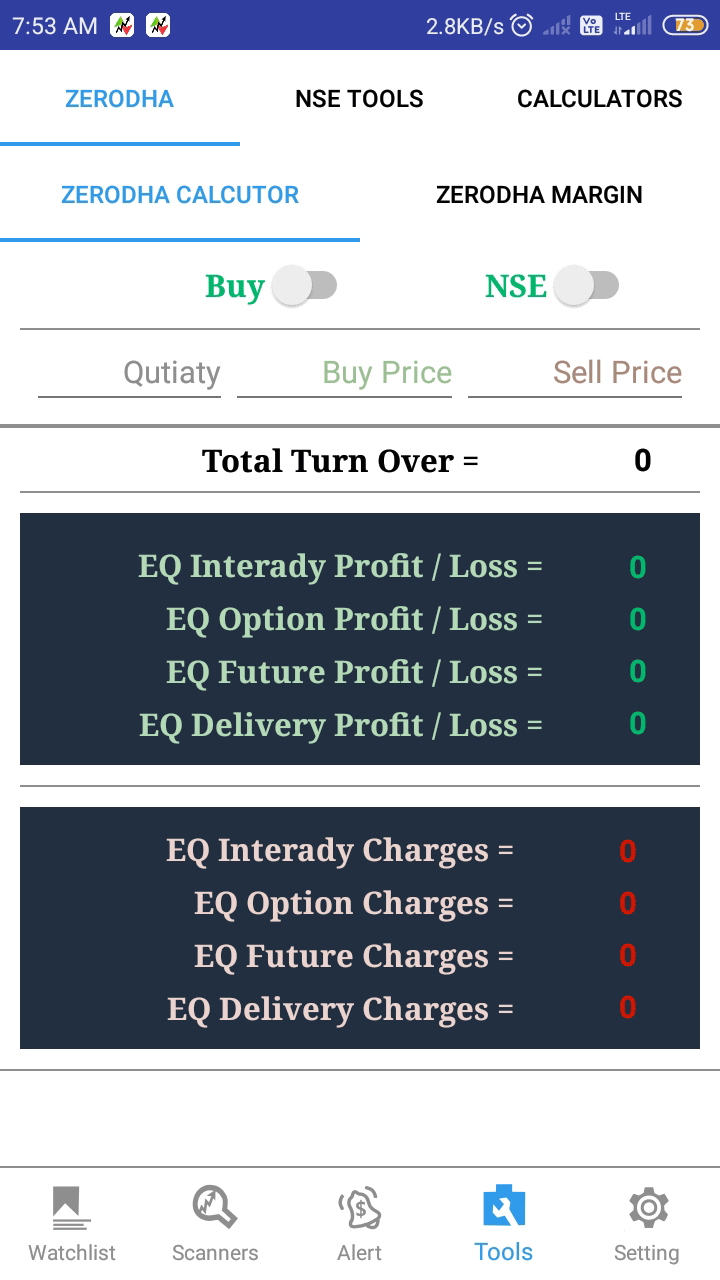 7:53 AM 2.8KB/s Vo LTE LTE 73
ZERODHA NSE TOOLS CALCULATORS
ZERODHA CALCUTOR ZERODHA MARGIN
Buy NSE
Qutiaty Buy Price Sell Price
Total Turn Over = 0
EQ Interady Profit / Loss = 0
EQ Option Profit / Loss = 0
EQ Future Profit / Loss = 0
EQ Delivery Profit / Loss = 0
EQ Interady Charges = 0
EQ Option Charges = 0
EQ Future Charges = 0
EQ Delivery Charges = 0
Watchlist Scanners Alert Tools Setting